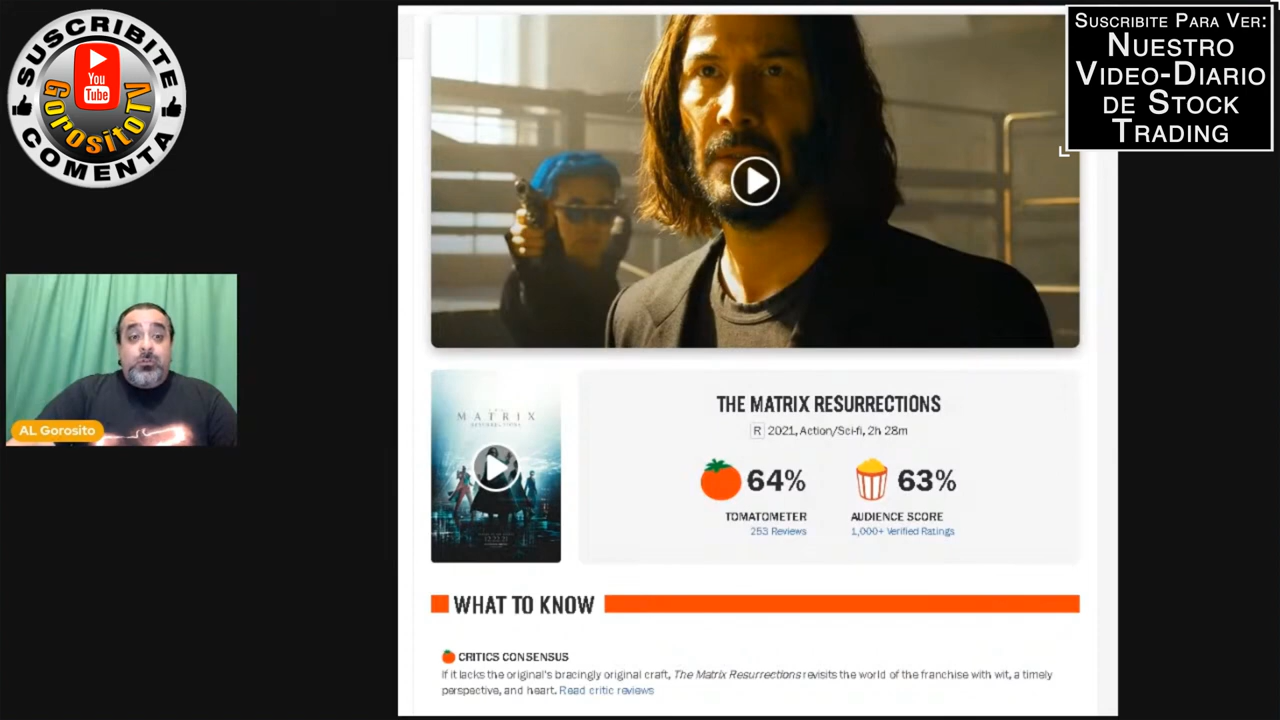 SUSCRIBITE
You
Tube
GorositoTV
COMENTA
SUSCRIBITE PARA VER:
NUESTRO
VIDEO-DIARIO
DE STOCK
TRADING
AL Gorosito
MATRIX
RESURRECTIONS
THE MATRIX RESURRECTIONS
R 2021, Action/Sci-fi, 2h 28m
64% 63%
TOMATOMETER AUDIENCE SCORE
253 Reviews 1,000+ Verified Ratings
WHAT TO KNOW
CRITICS CONSENSUS
If it lacks the original's bracingly original craft, The Matrix Resurrections revisits the world of the franchise with wit, a timely
perspective, and heart. Read critic reviews